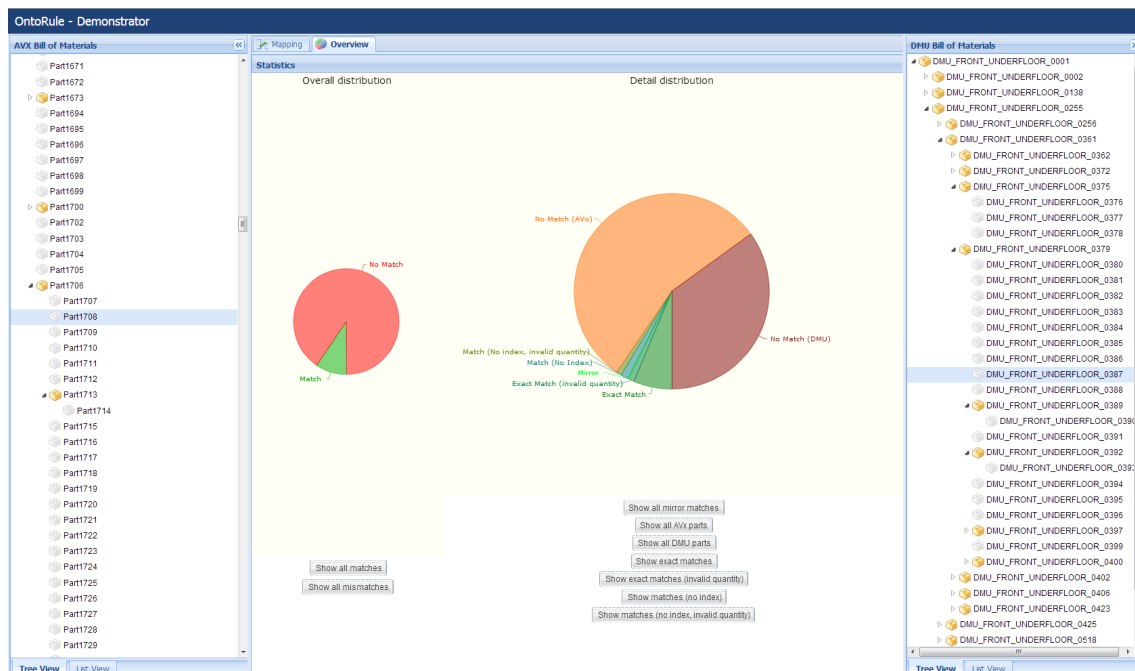 OntoRule - Demonstrator
AVX Bill of Materials
Part1671
Part1672
Part1673
Part1694
Part1695
Part1696
Part1697
Part1698
Part1699
Part1700
Part1702
Part1703
Part1704
Part1705
Part1706
Part1707
Part1708
Part1709
Part1710
Part1711
Part1712
Part1713
Part1714
Part1715
Part1716
Part1717
Part1718
Part1719
Part1720
Part1721
Part1722
Part1723
Part1724
Part1725
Part1726
Part1727
Part1728
Part1729
Tree View List View
Mapping Overview
Statistics
Overall distribution
No Match
Match
Show all matches
Show all mismatches
Detail distribution
No Match (AVx)
No Match (DMU)
Match (No index, invalid quantity)
Match (No Index)
Mirror
Exact Match (invalid quantity)
Exact Match
Show all mirror matches
Show all AVx parts
Show all DMU parts
Show exact matches
Show exact matches (invalid quantity)
Show matches (no index)
Show matches (no index, invalid quantity)
DMU Bill of Materials
DMU_FRONT_UNDERFLOOR_0001
DMU_FRONT_UNDERFLOOR_0002
DMU_FRONT_UNDERFLOOR_0138
DMU_FRONT_UNDERFLOOR_0255
DMU_FRONT_UNDERFLOOR_0256
DMU_FRONT_UNDERFLOOR_0361
DMU_FRONT_UNDERFLOOR_0362
DMU_FRONT_UNDERFLOOR_0372
DMU_FRONT_UNDERFLOOR_0375
DMU_FRONT_UNDERFLOOR_0376
DMU_FRONT_UNDERFLOOR_0377
DMU_FRONT_UNDERFLOOR_0378
DMU_FRONT_UNDERFLOOR_0379
DMU_FRONT_UNDERFLOOR_0380
DMU_FRONT_UNDERFLOOR_0381
DMU_FRONT_UNDERFLOOR_0382
DMU_FRONT_UNDERFLOOR_0383
DMU_FRONT_UNDERFLOOR_0384
DMU_FRONT_UNDERFLOOR_0385
DMU_FRONT_UNDERFLOOR_0386
DMU_FRONT_UNDERFLOOR_0387
DMU_FRONT_UNDERFLOOR_0388
DMU_FRONT_UNDERFLOOR_0389
DMU_FRONT_UNDERFLOOR_0390
DMU_FRONT_UNDERFLOOR_0391
DMU_FRONT_UNDERFLOOR_0392
DMU_FRONT_UNDERFLOOR_0393
DMU_FRONT_UNDERFLOOR_0394
DMU_FRONT_UNDERFLOOR_0395
DMU_FRONT_UNDERFLOOR_0396
DMU_FRONT_UNDERFLOOR_0397
DMU_FRONT_UNDERFLOOR_0399
DMU_FRONT_UNDERFLOOR_0400
DMU_FRONT_UNDERFLOOR_0402
DMU_FRONT_UNDERFLOOR_0406
DMU_FRONT_UNDERFLOOR_0423
DMU_FRONT_UNDERFLOOR_0425
DMU_FRONT_UNDERFLOOR_0518
Tree View List View